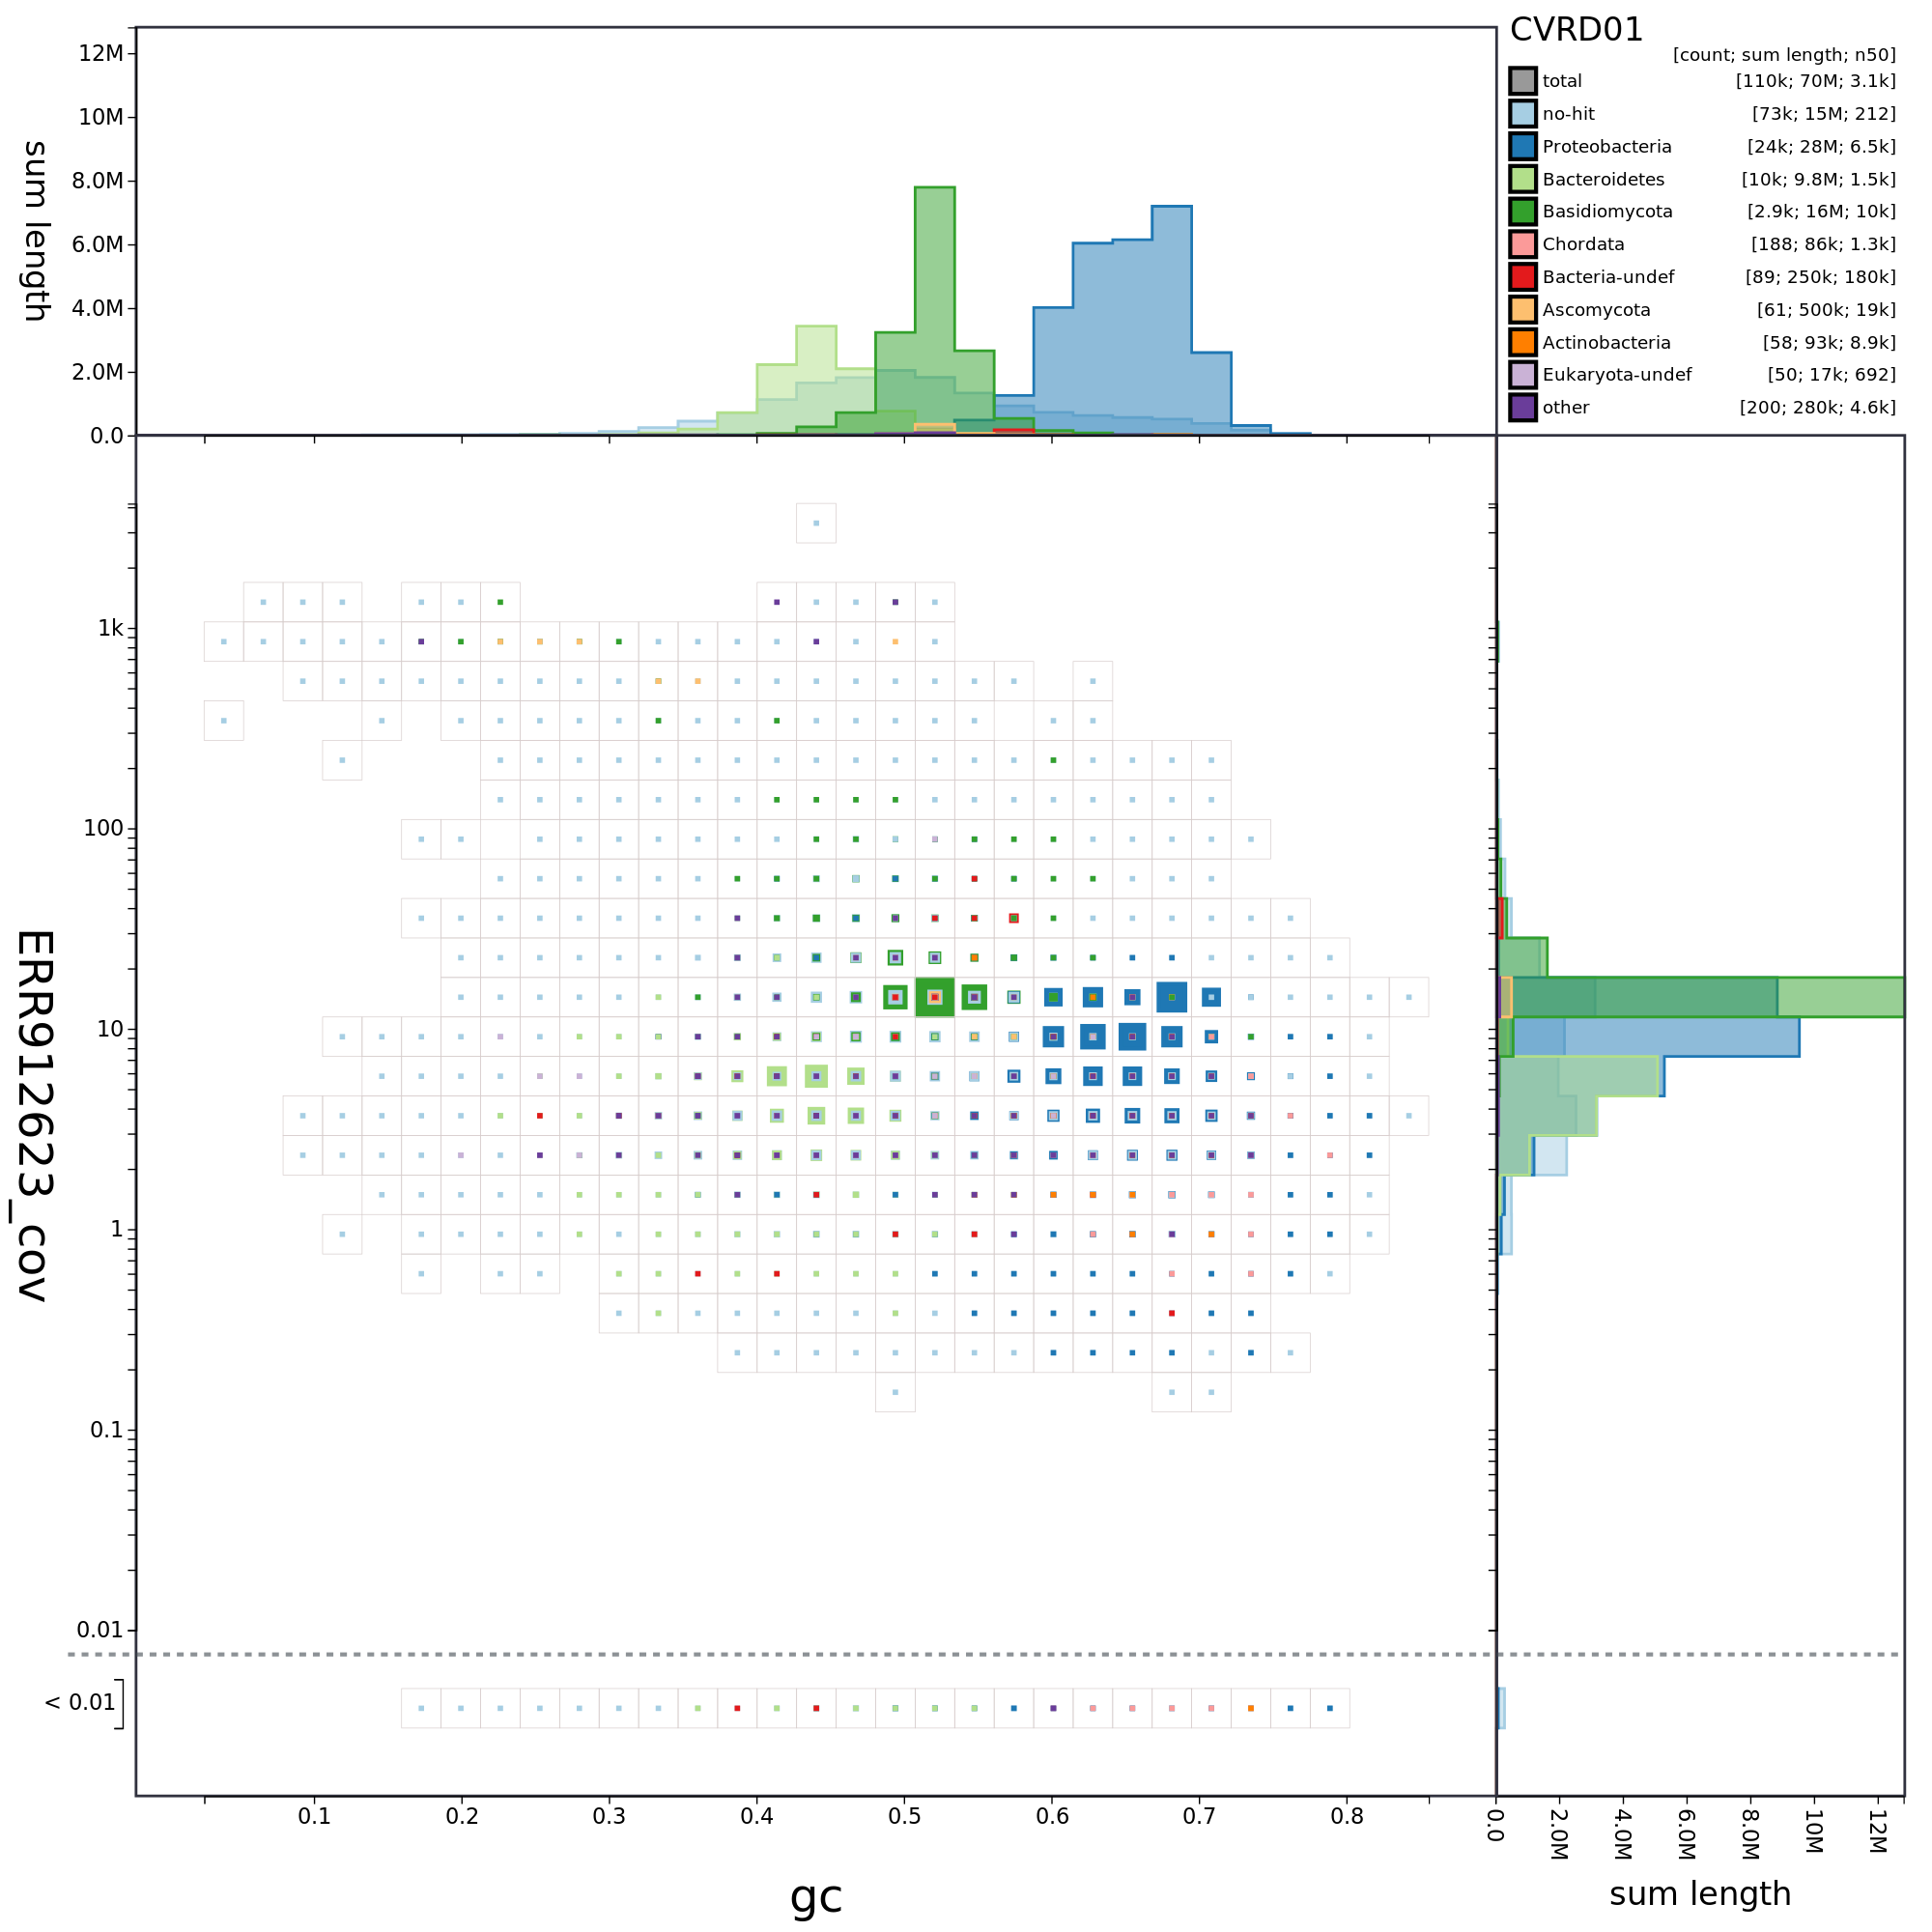 CVRD01
[count; sum length; n50]
total [110k; 70M; 3.1k]
no-hit [73k; 15M; 212]
Proteobacteria [24k; 28M; 6.5k]
Bacteroidetes [10k; 9.8M; 1.5k]
Basidiomycota [2.9k; 16M; 10k]
Chordata [188; 86k; 1.3k]
Bacteria-undef [89; 250k; 180k]
Ascomycota [61; 500k; 19k]
Actinobacteria [58; 93k; 8.9k]
Eukaryota-undef [50; 17k; 692]
other [200; 280k; 4.6k]
sum length
12M
10M
8.0M
6.0M
4.0M
2.0M
0.0
ERR912623_cov
1k
100
10
1
0.1
0.01
< 0.01
0.1 0.2 0.3 0.4 0.5 0.6 0.7 0.8
gc
0.0 2.0M 4.0M 6.0M 8.0M 10M 12M
sum length